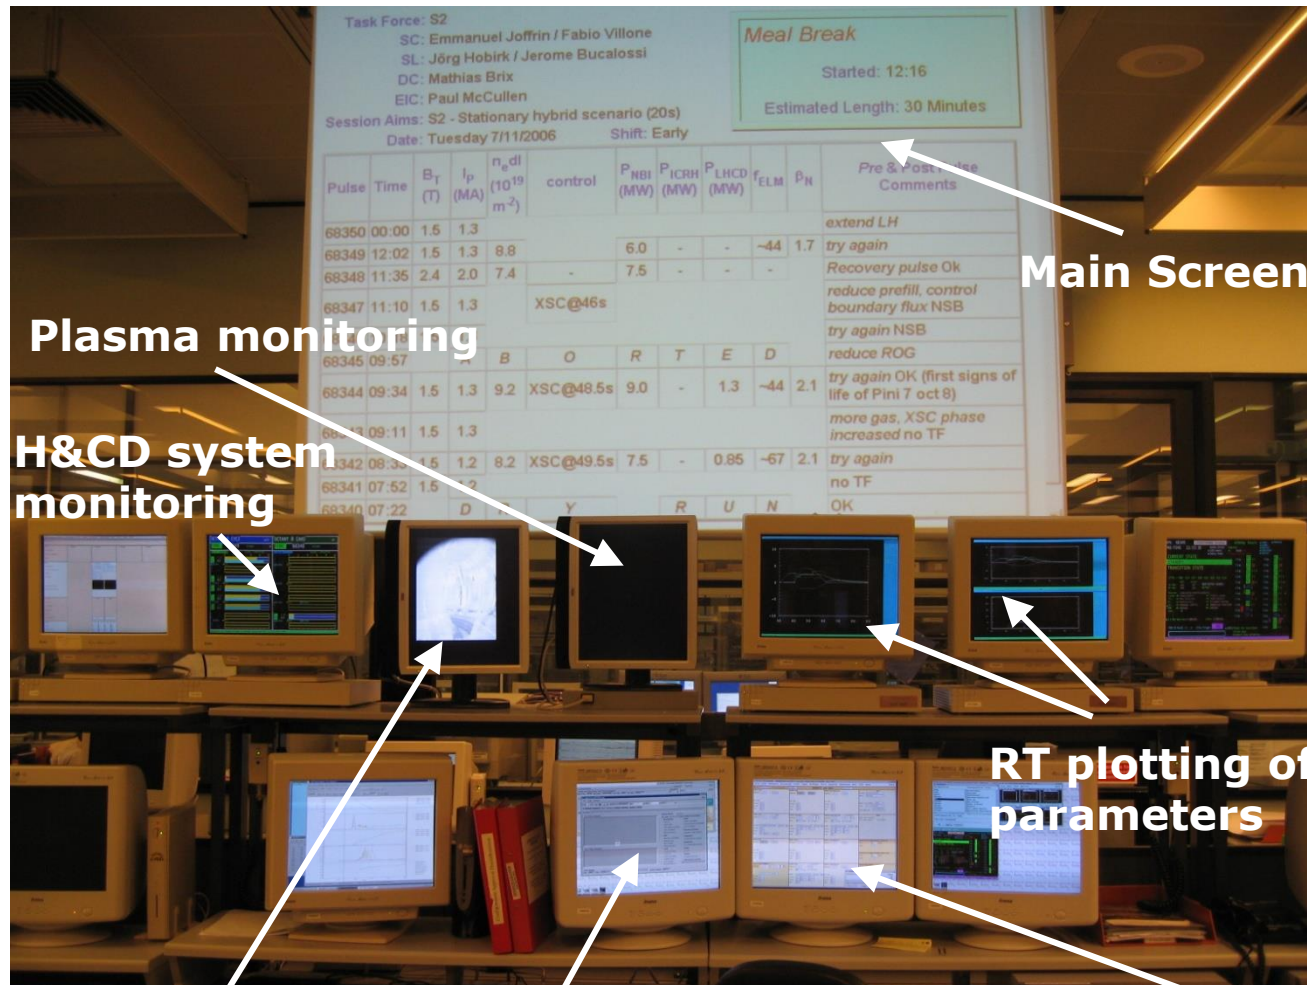 Task Force: S2
SC: Emmanuel Joffrin / Fabio Villone
SL: Jörg Hobirk / Jerome Bucalossi
DC: Mathias Brix
EIC: Paul McCullen
Session Aims: S2 - Stationary hybrid scenario (20s)
Date: Tuesday 7/11/2006 Shift: Early
Meal Break
Started: 12:16
Estimated Length: 30 Minutes
Pulse Time BT (T) IP (MA) nedl (10^19 m^-2) control PNBI (MW) PICRH (MW) PLHCD (MW) fELM βN Pre & Post Pulse Comments
68350 00:00 1.5 1.3 extend LH
68349 12:02 1.5 1.3 8.8 6.0 - - ~44 1.7 try again
68348 11:35 2.4 2.0 7.4 - 7.5 - - - Recovery pulse Ok
68347 11:10 1.5 1.3 XSC@46s reduce prefill, control
boundary flux NSB
try again NSB
68345 09:57 A B O R T E D reduce ROG
68344 09:34 1.5 1.3 9.2 XSC@48.5s 9.0 - 1.3 ~44 2.1 try again OK (first signs of
life of Pini 7 oct 8)
68343 09:11 1.5 1.3 more gas, XSC phase
increased no TF
68342 08:33 1.5 1.2 8.2 XSC@49.5s 7.5 - 0.85 ~67 2.1 try again
68341 07:52 1.5 1.2 no TF
68340 07:22 D R Y R U N OK
Main Screen
Plasma monitoring
H&CD system
monitoring
RT plotting of
parameters